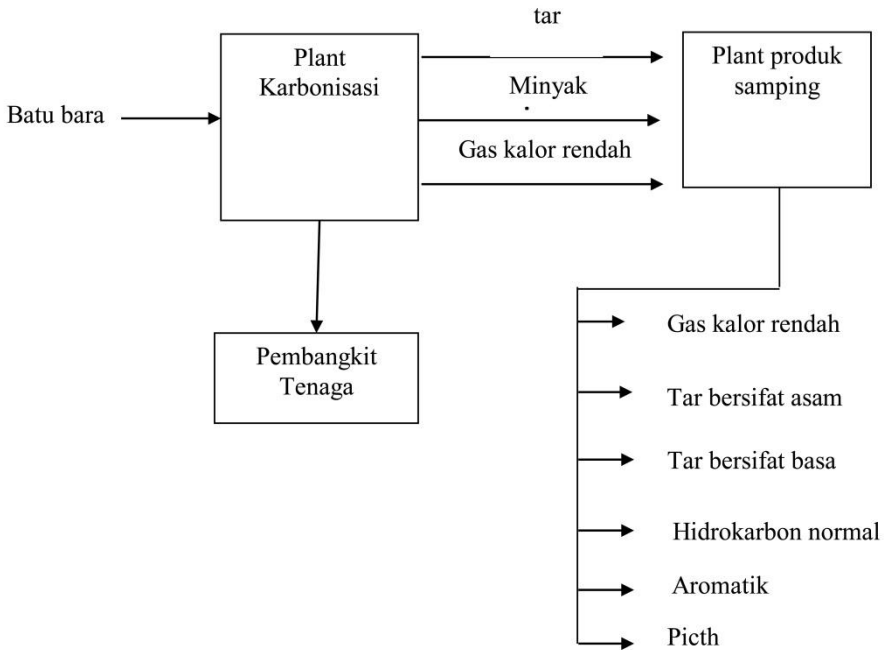 tar
Plant
Karbonisasi
Plant produk
samping
Minyak
Batu bara
Gas kalor rendah
Pembangkit
Tenaga
Gas kalor rendah
Tar bersifat asam
Tar bersifat basa
Hidrokarbon normal
Aromatik
Picth